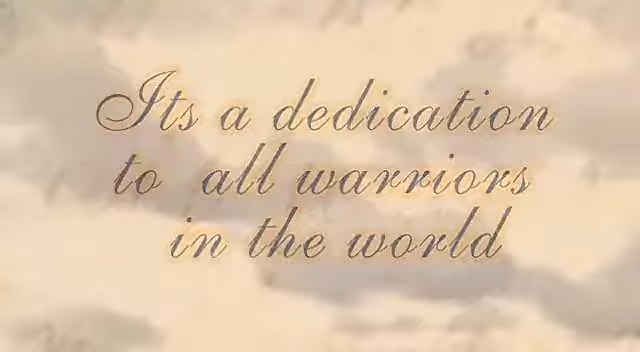 Its a dedication
to all warriors
in the world